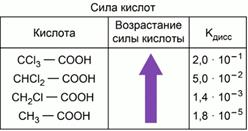 Сила кислот
Кислота Возрастание силы кислоты Kдисс
CCl₃ — COOH 2,0 · 10⁻¹
CHCl₂ — COOH 5,0 · 10⁻²
CH₂Cl — COOH 1,4 · 10⁻³
CH₃ — COOH 1,8 · 10⁻⁵